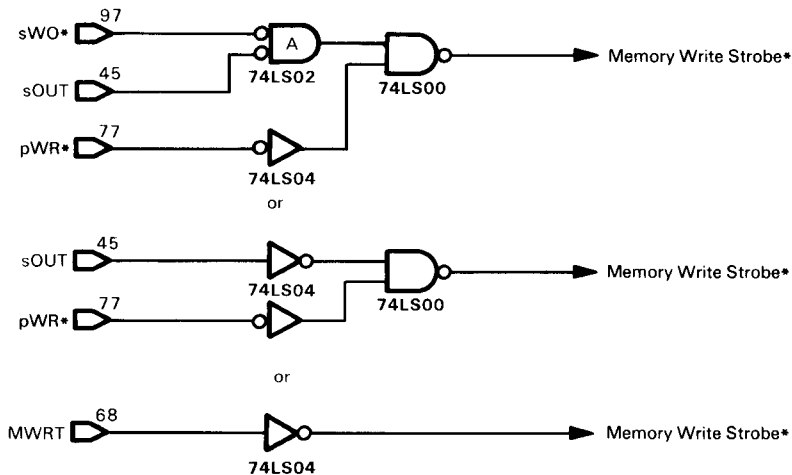 97
sWO*
A
Memory Write Strobe*
45
74LS02
74LS00
sOUT
77
pWR*
74LS04
or
45
sOUT
Memory Write Strobe*
74LS04
77
74LS00
pWR*
or
68
MWRT
Memory Write Strobe*
74LS04